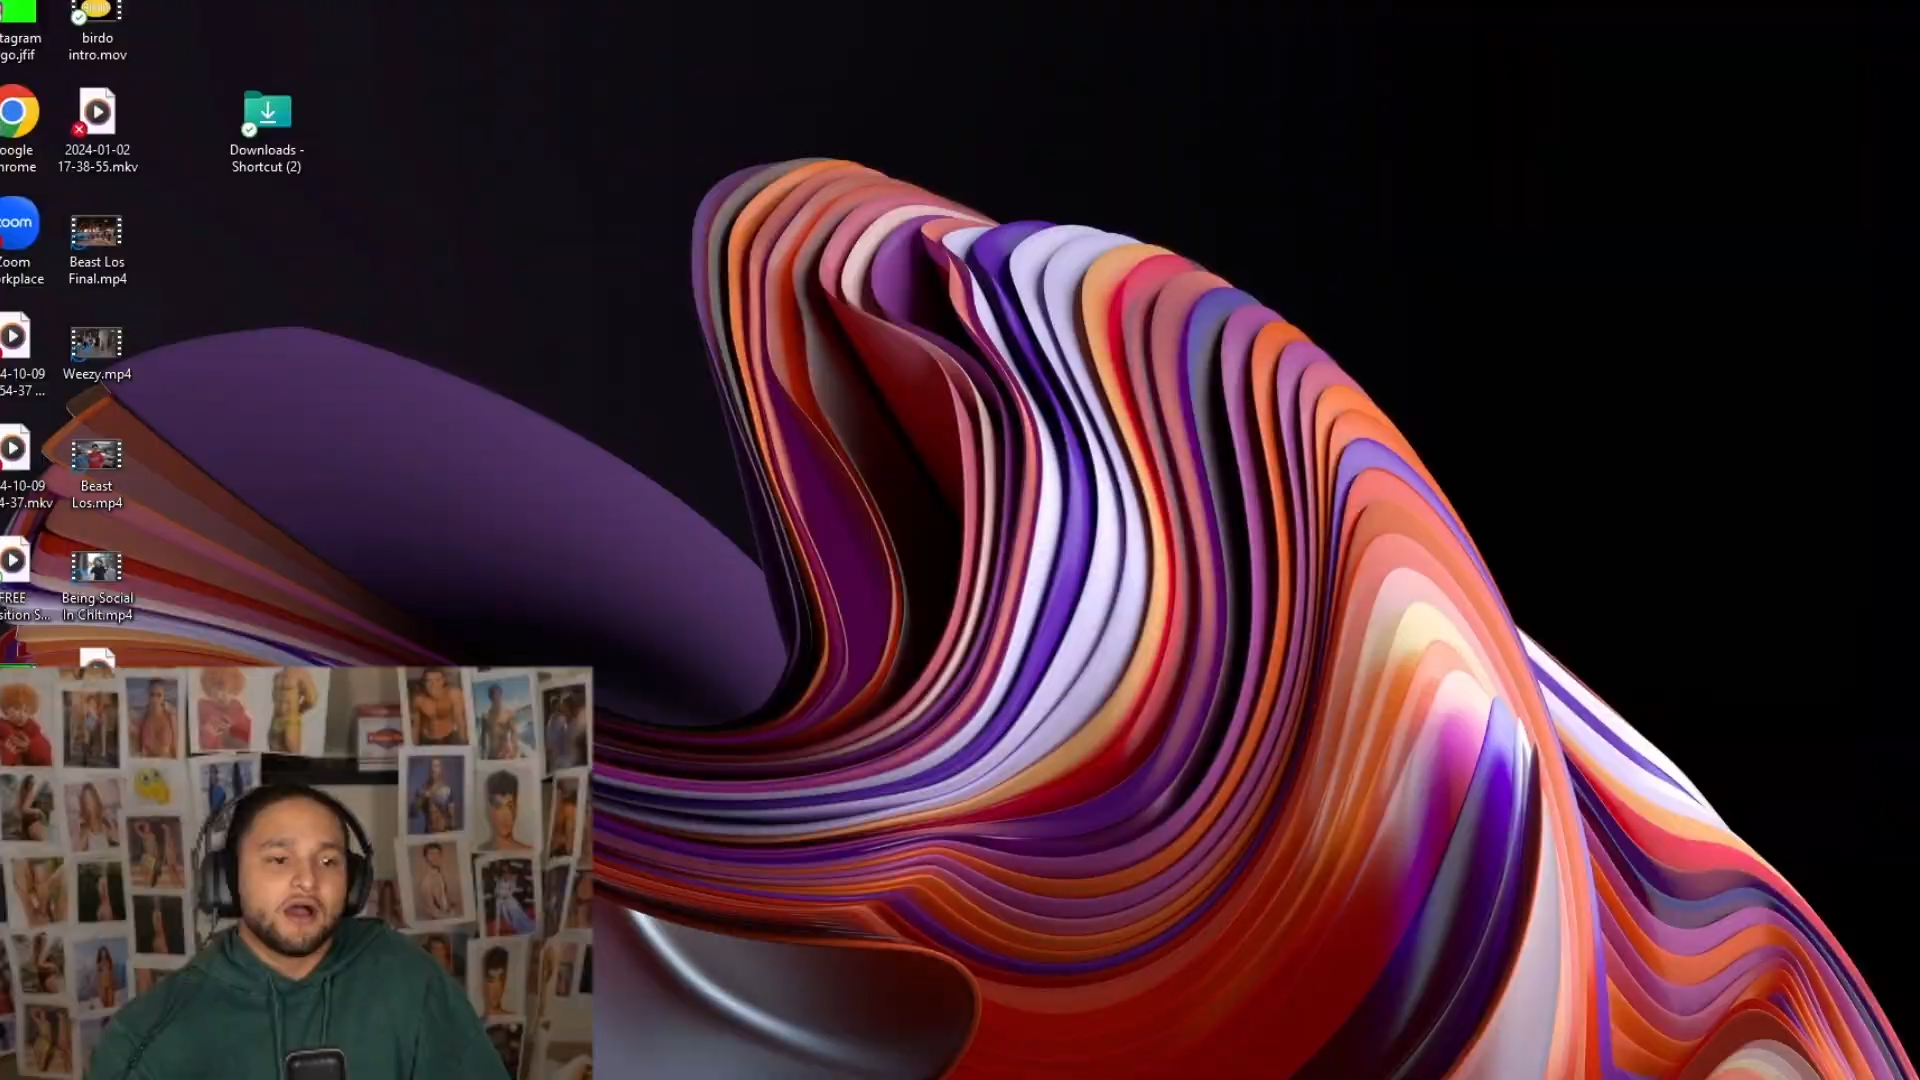 tagram
go.jfif
birdo
intro.mov
oogle
hrome
2024-01-02
17-38-55.mkv
Downloads -
Shortcut (2)
zoom
Zoom
rkplace
Beast Los
Final.mp4
4-10-09
54-37 ...
Weezy.mp4
4-10-09
4-37.mkv
Beast
Los.mp4
FREE
sition S...
Being Social
In Chlt.mp4